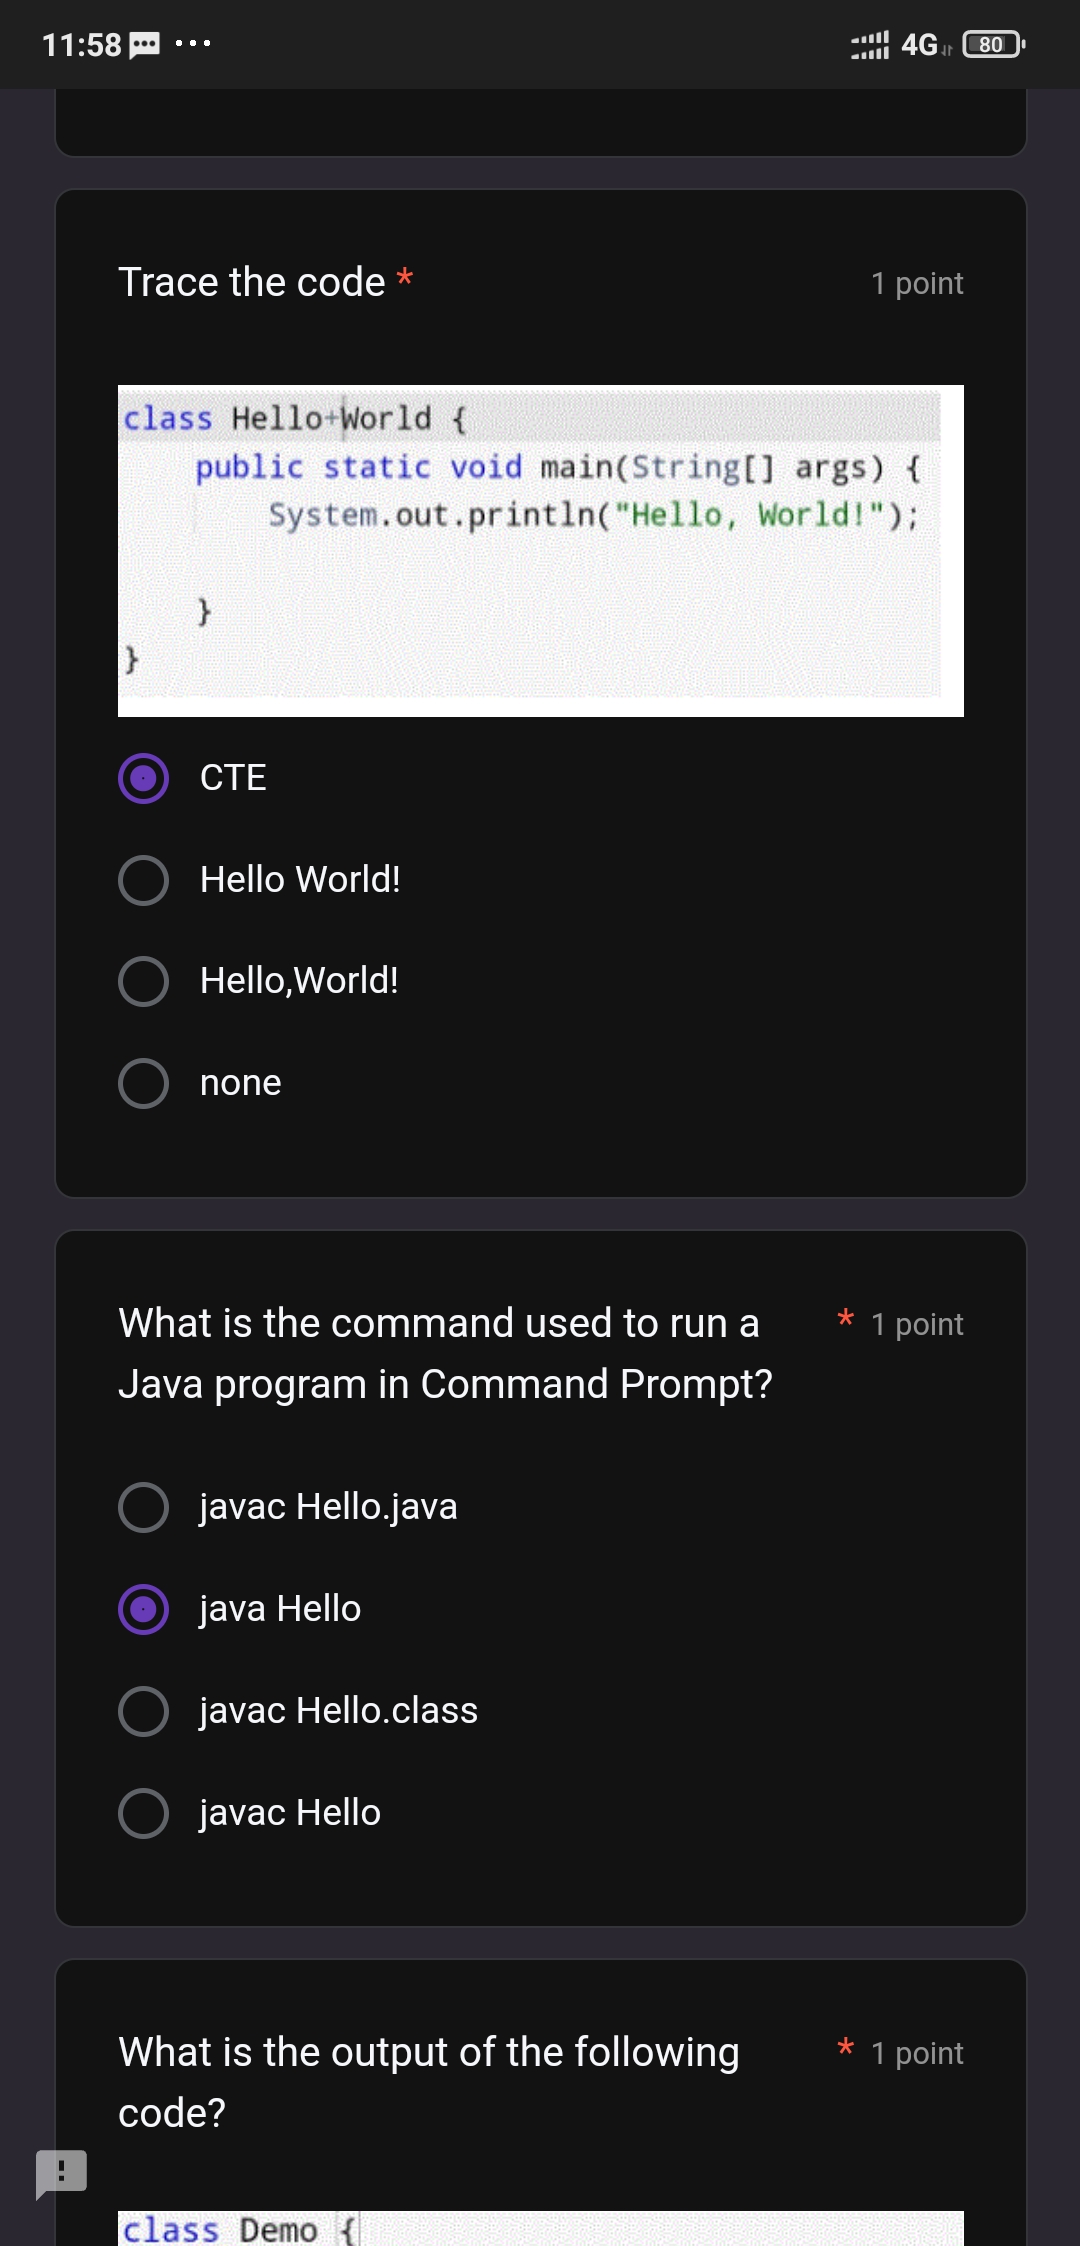 11:58
4G
80
Trace the code *
1 point
class Hello+World {
public static void main(String[] args) {
System.out.println("Hello, World!");
}
}
CTE
Hello World!
Hello,World!
none
What is the command used to run a
* 1 point
Java program in Command Prompt?
javac Hello.java
java Hello
javac Hello.class
javac Hello
What is the output of the following
* 1 point
code?
class Demo {